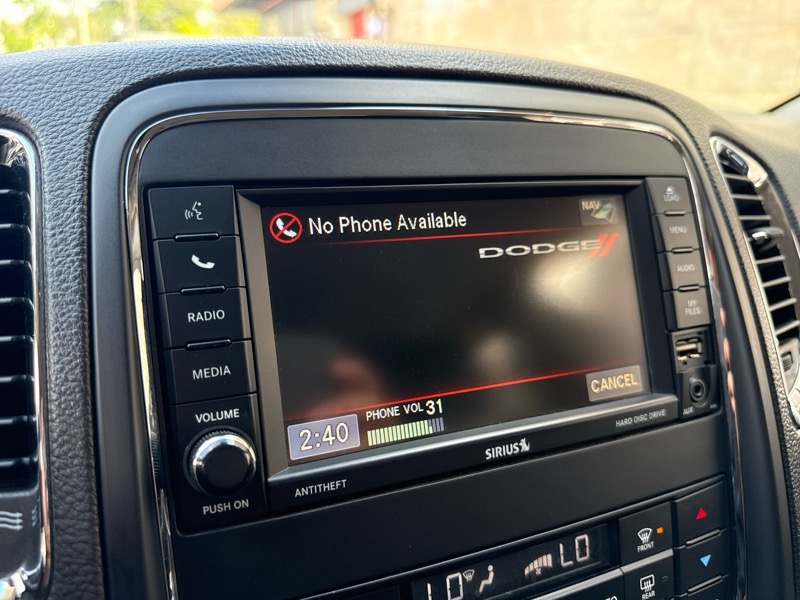 No Phone Available
NAV
DODGE
LOAD
MENU
AUDIO
MY
FILES
RADIO
MEDIA
VOLUME
PUSH ON
2:40
PHONE VOL 31
CANCEL
ANTITHEFT
SIRIUS
HARD DISC DRIVE
AUX
LO
LO
FRONT
REAR